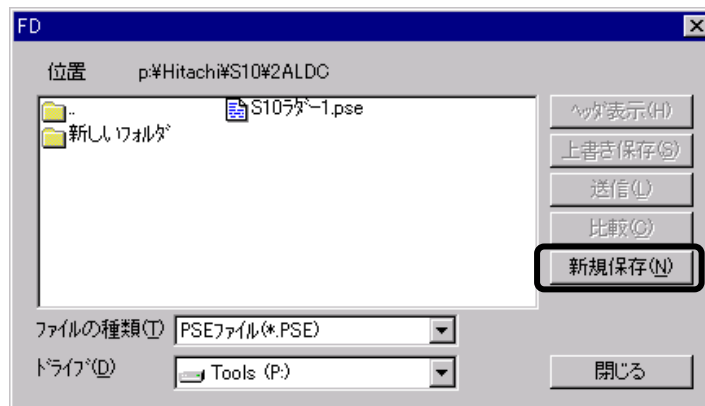 FD
位置 p:¥Hitachi¥S10¥2ALDC
..
S10ﾗﾀﾞｰ1.pse
新しいﾌｫﾙﾀﾞ
ﾍｯﾀﾞ表示(H)
上書き保存(S)
送信(L)
比較(C)
新規保存(N)
ﾌｧｲﾙの種類(T) PSEﾌｧｲﾙ(*.PSE)
ﾄﾞﾗｲﾌﾞ(D) Tools (P:)
閉じる